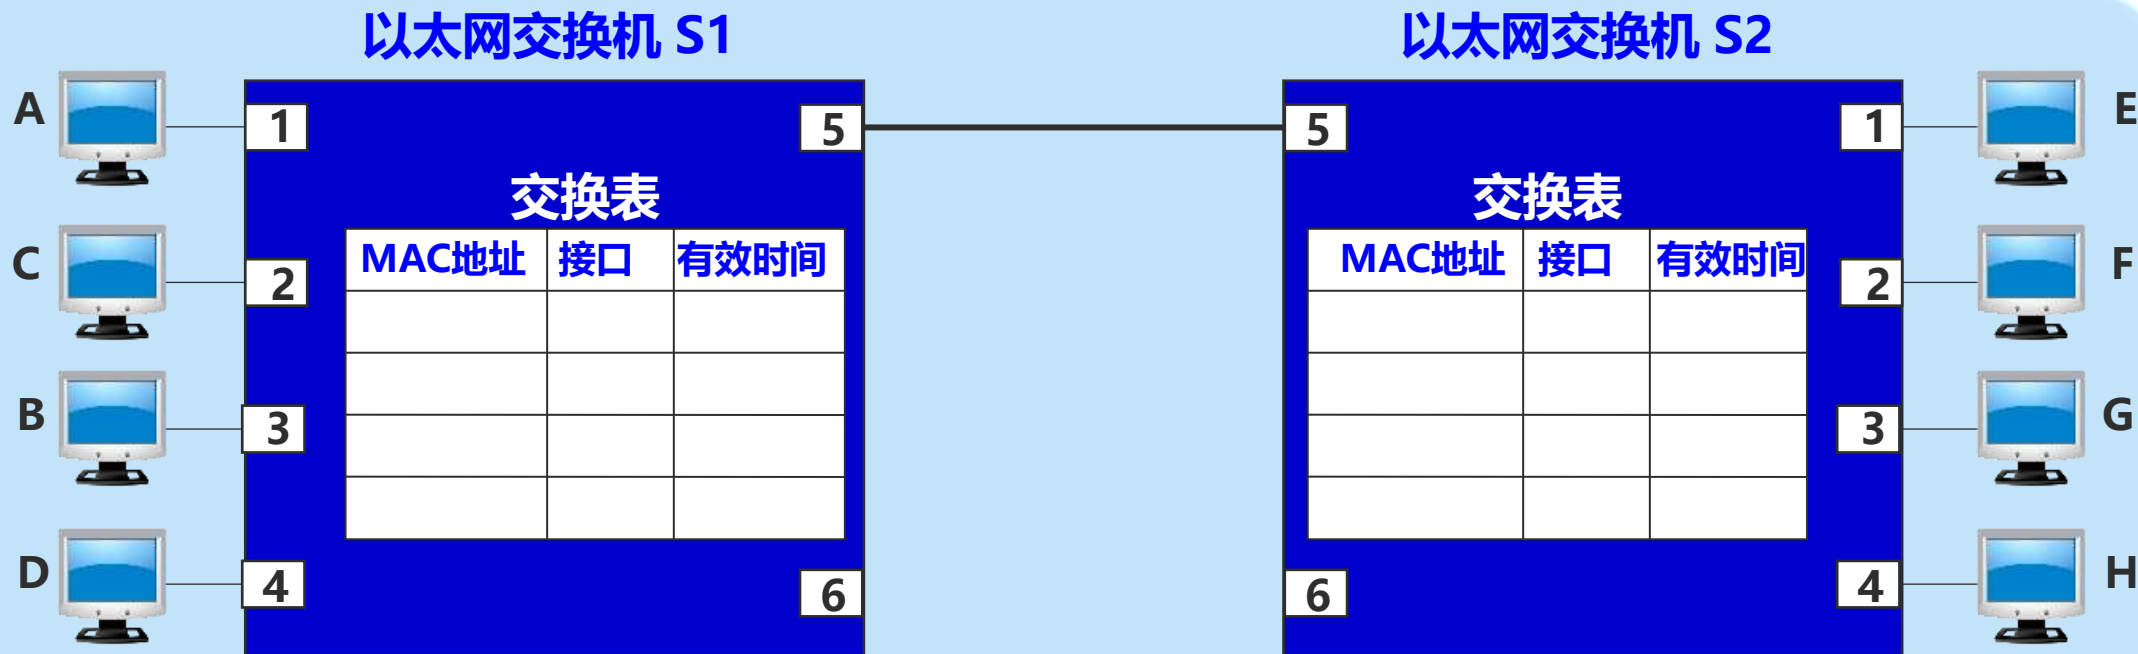 以太网交换机 S1
以太网交换机 S2
A
1
5
5
1
E
交换表
交换表
MAC地址 接口 有效时间
MAC地址 接口 有效时间
C
2
2
F
B
3
3
G
D
4
6
6
4
H